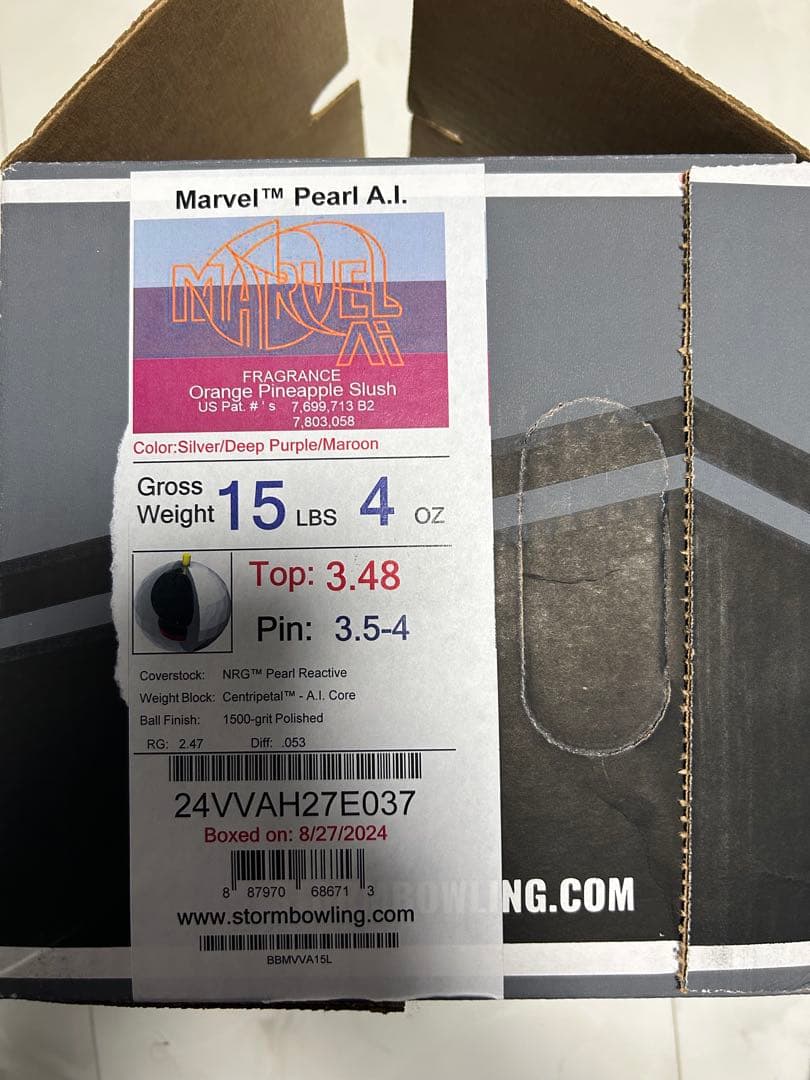 Marvel™ Pearl A.I.
MARVEL
Ai
FRAGRANCE
Orange Pineapple Slush
US Pat. # ' s 7,699,713 B2
7,803,058
Color:Silver/Deep Purple/Maroon
Gross Weight 15 LBS 4 OZ
Top: 3.48
Pin: 3.5-4
Coverstock: NRG™ Pearl Reactive
Weight Block: Centripetal™ - A.I. Core
Ball Finish: 1500-grit Polished
RG: 2.47 Diff: .053
24VVAH27E037
Boxed on: 8/27/2024
8 87970 68671 3
BOWLING.COM
www.stormbowling.com
BBMVVA15L